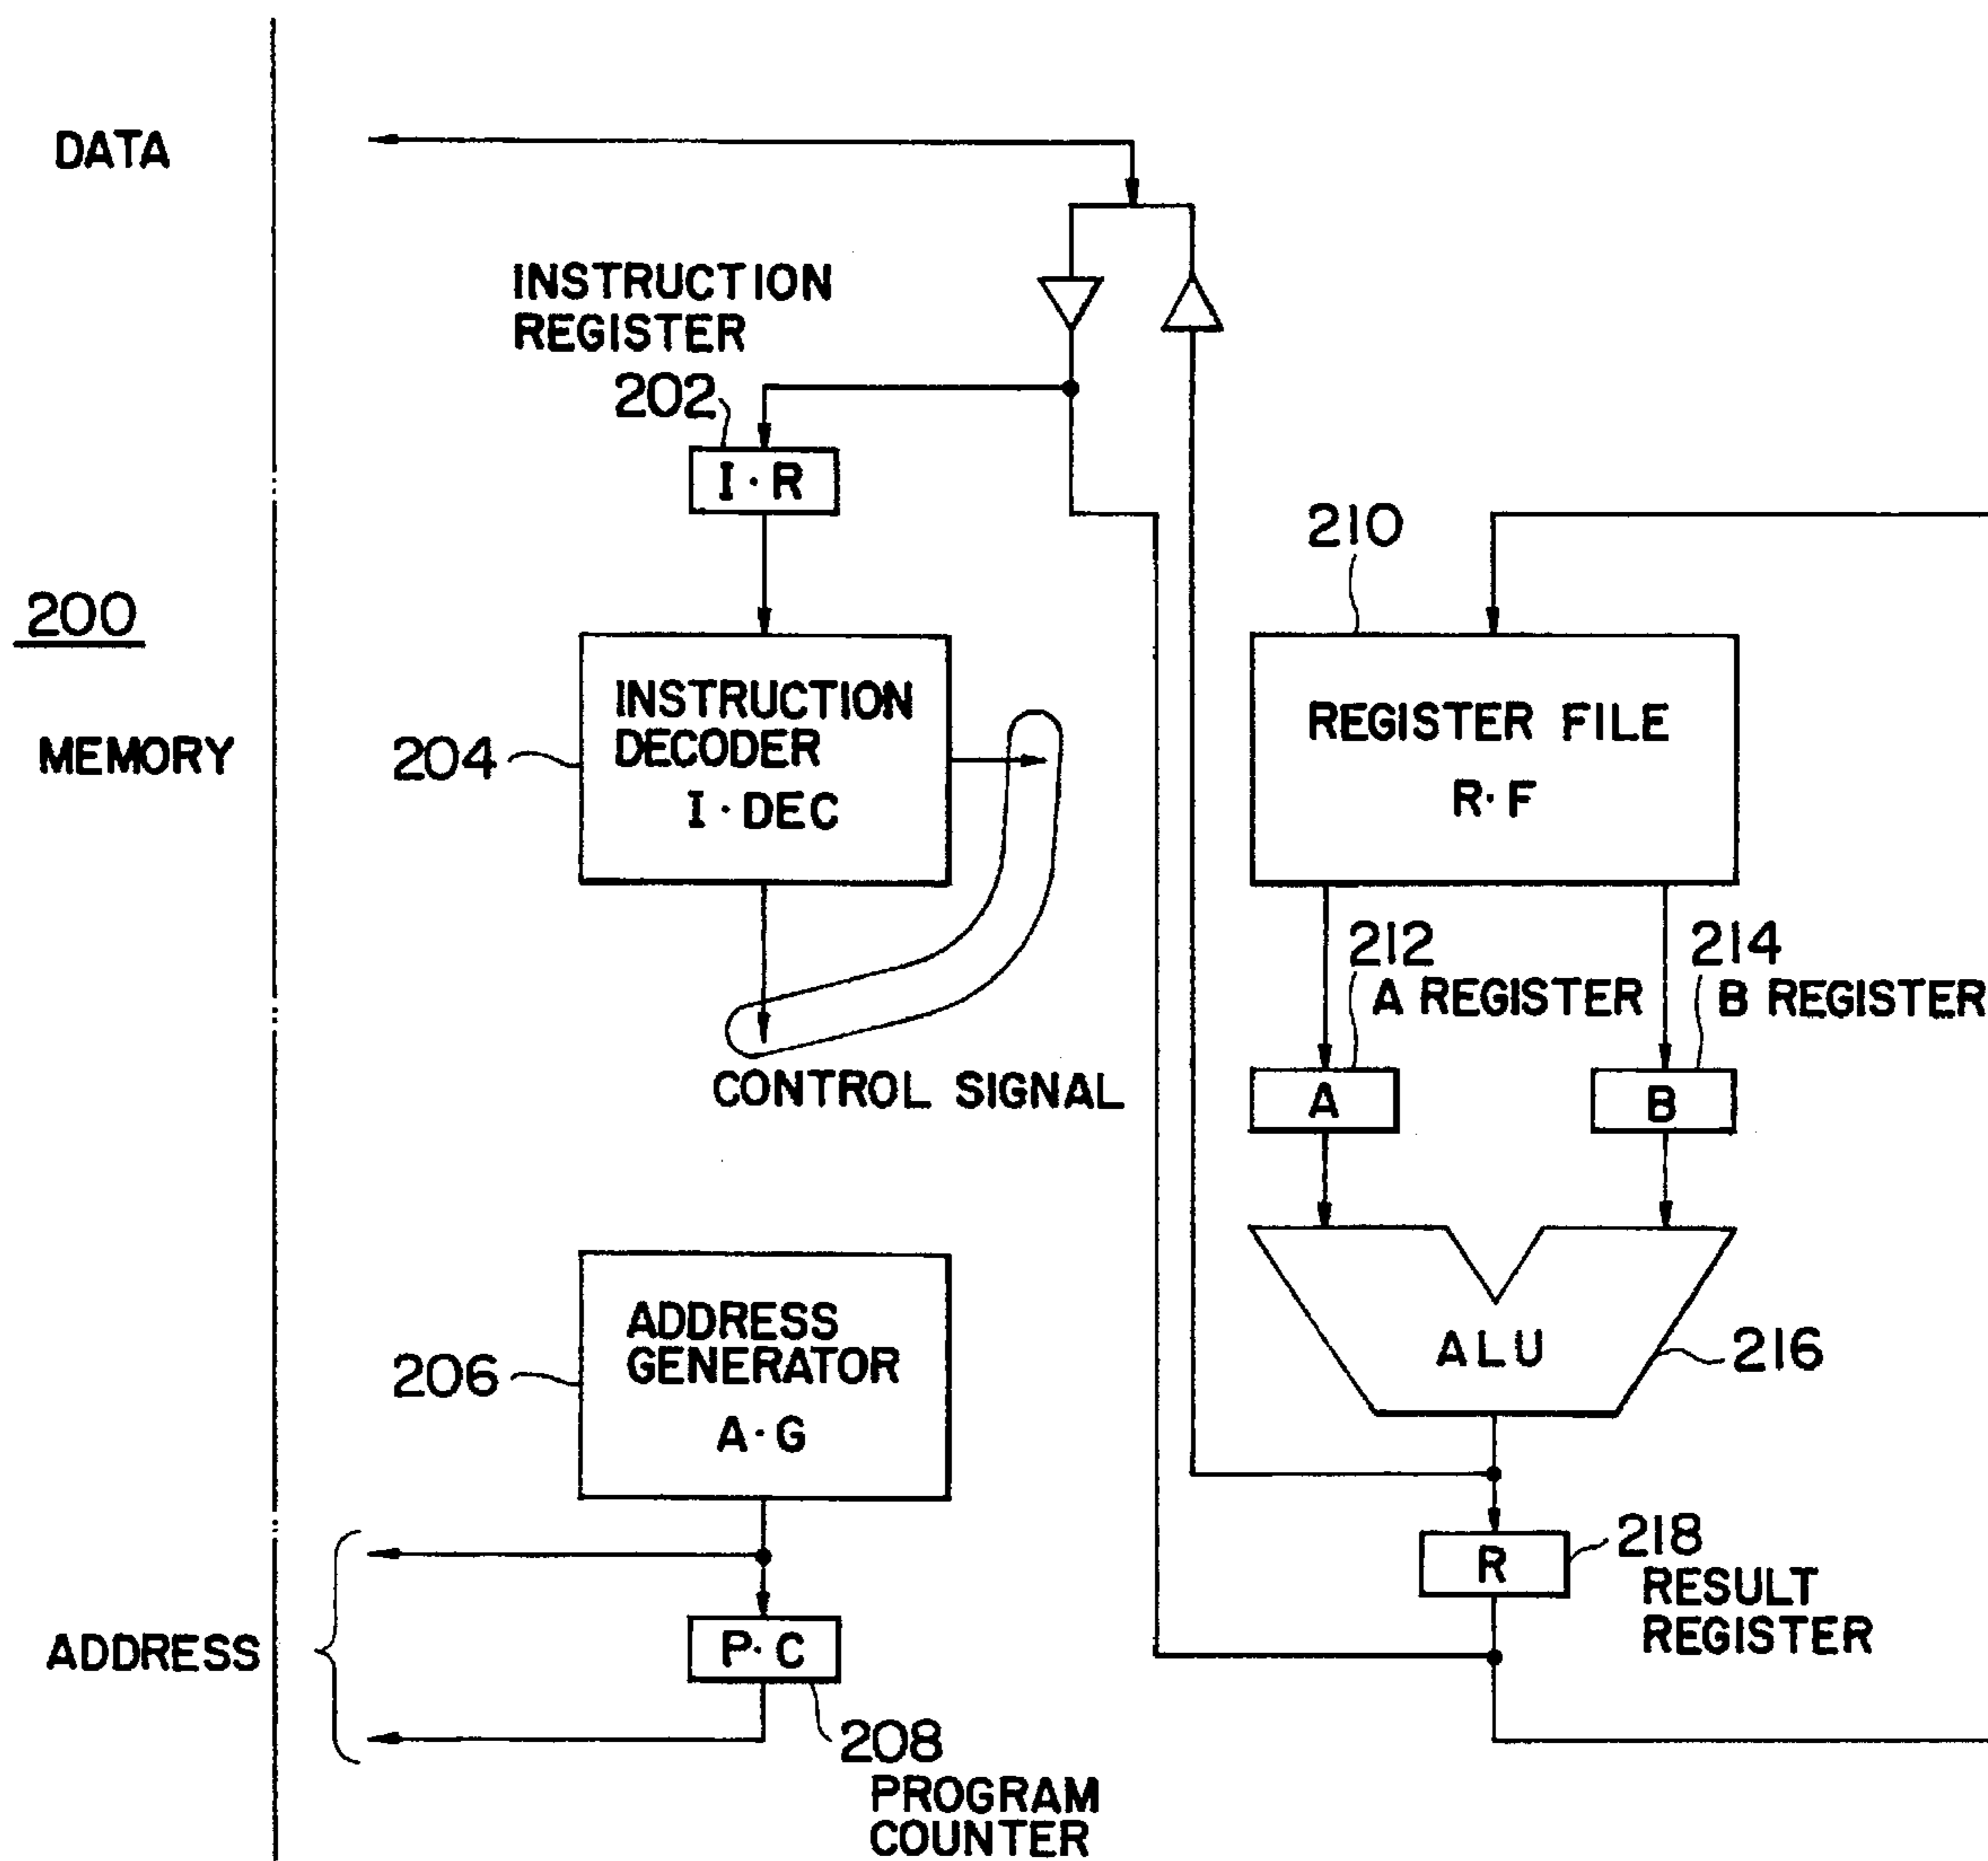 DATA
INSTRUCTION
REGISTER
202
I·R
200
MEMORY
204
INSTRUCTION
DECODER
I·DEC
CONTROL SIGNAL
210
REGISTER FILE
R·F
212
A REGISTER
214
B REGISTER
A
B
ALU
216
206
ADDRESS
GENERATOR
A·G
R
218
RESULT
REGISTER
ADDRESS
P·C
208
PROGRAM
COUNTER